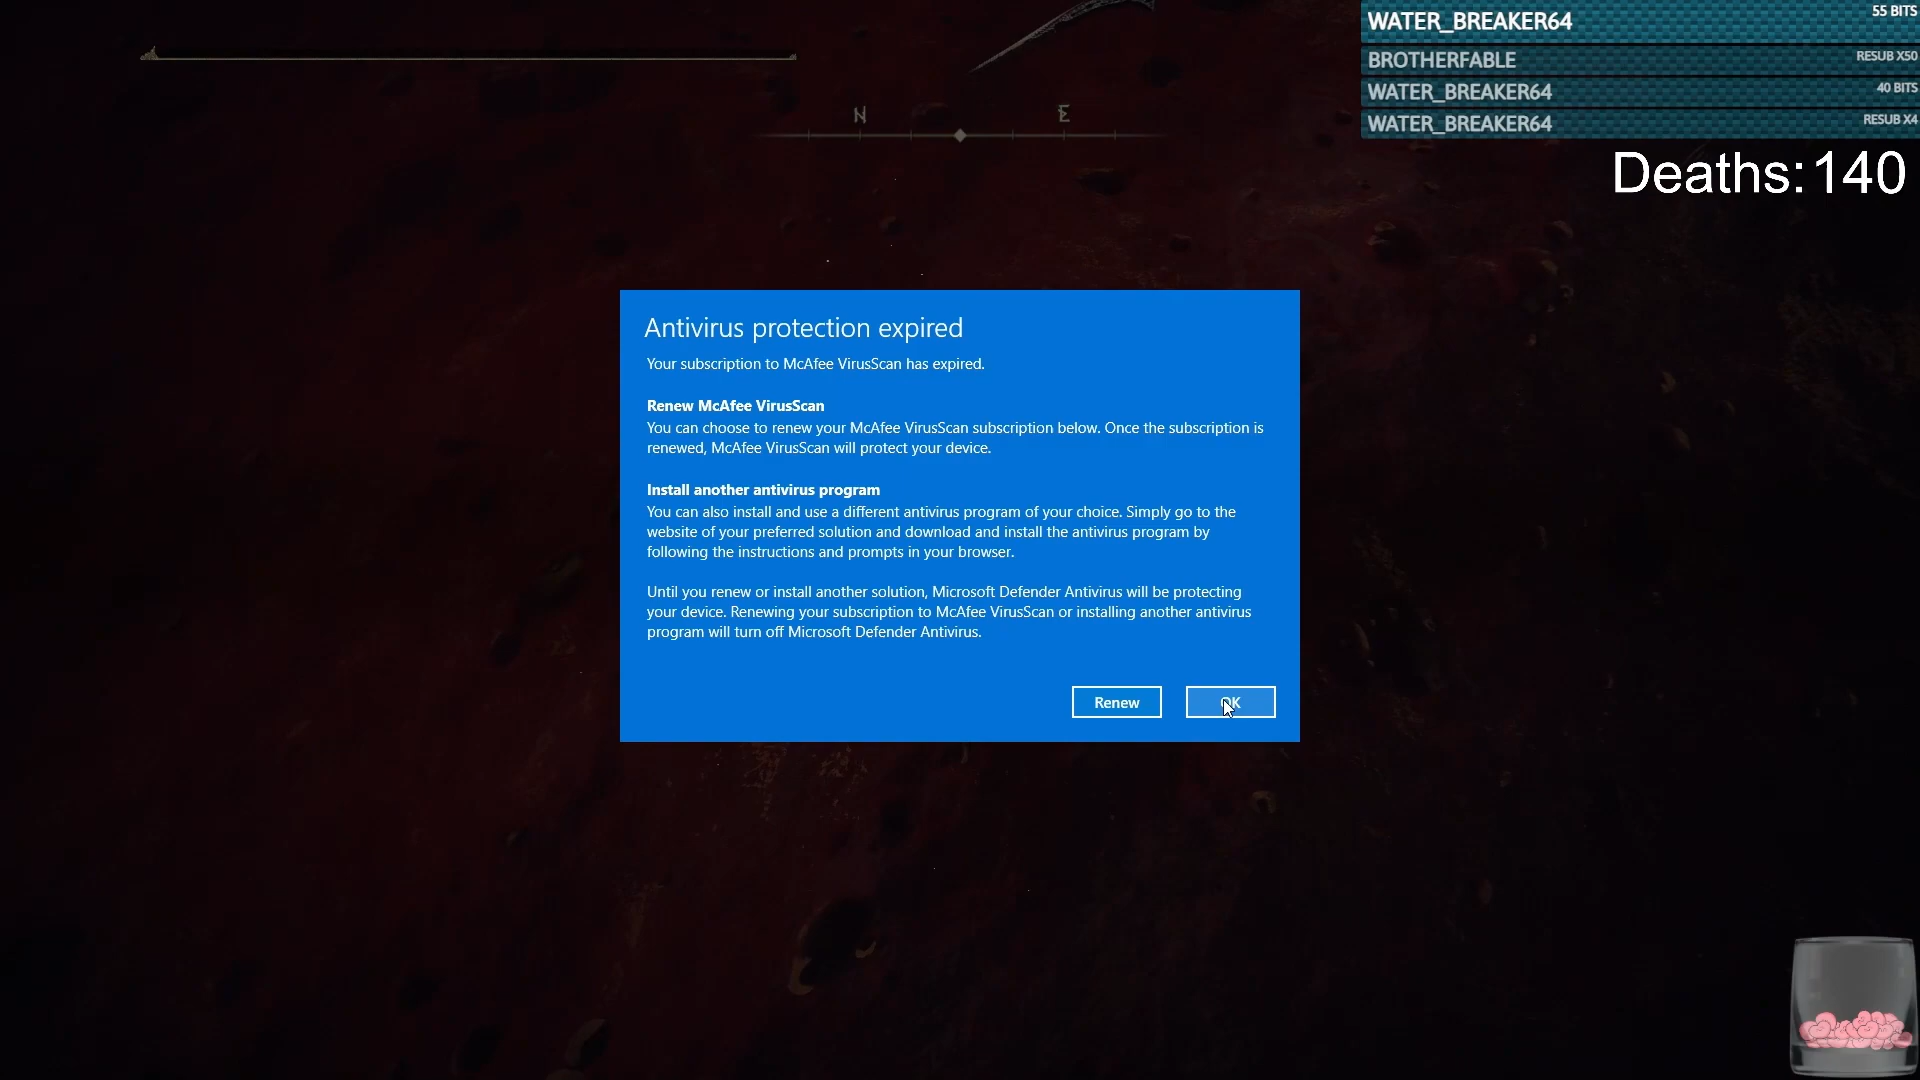 WATER_BREAKER64 55 BITS
BROTHERFABLE RESUB X50
WATER_BREAKER64 40 BITS
WATER_BREAKER64 RESUB X4
Deaths:140
N E
Antivirus protection expired
Your subscription to McAfee VirusScan has expired.
Renew McAfee VirusScan
You can choose to renew your McAfee VirusScan subscription below. Once the subscription is
renewed, McAfee VirusScan will protect your device.
Install another antivirus program
You can also install and use a different antivirus program of your choice. Simply go to the
website of your preferred solution and download and install the antivirus program by
following the instructions and prompts in your browser.
Until you renew or install another solution, Microsoft Defender Antivirus will be protecting
your device. Renewing your subscription to McAfee VirusScan or installing another antivirus
program will turn off Microsoft Defender Antivirus.
Renew OK